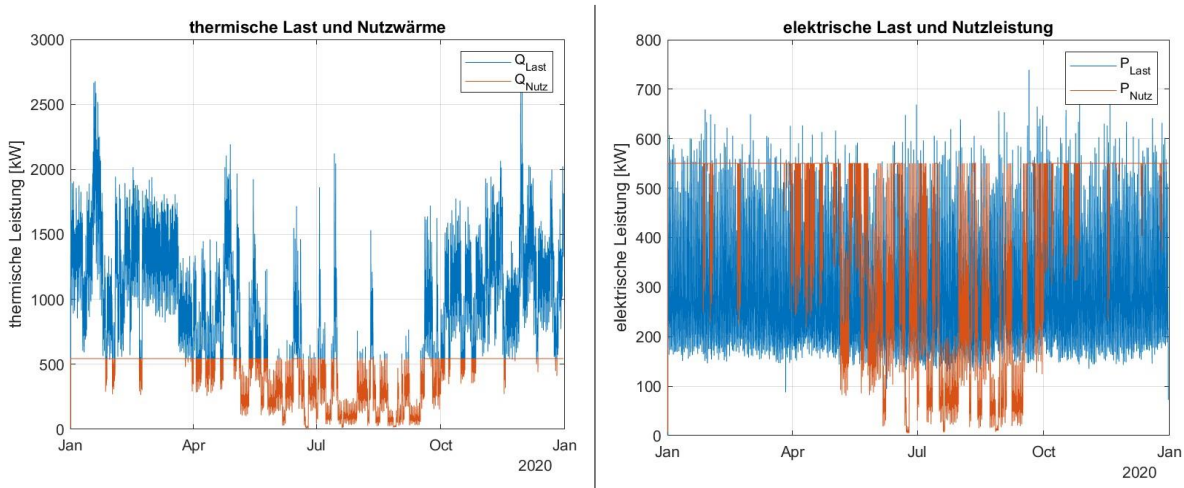 thermische Last und Nutzwärme
thermische Leistung [kW]
3000
2500
2000
1500
1000
500
0
Q_Last
Q_Nutz
Jan
Apr
Jul
Oct
Jan
2020
elektrische Last und Nutzleistung
elektrische Leistung [kW]
800
700
600
500
400
300
200
100
0
P_Last
P_Nutz
Jan
Apr
Jul
Oct
Jan
2020